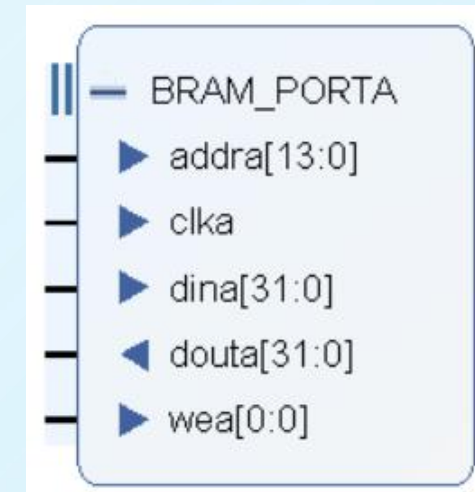 BRAM_PORTA
addra[13:0]
clka
dina[31:0]
douta[31:0]
wea[0:0]